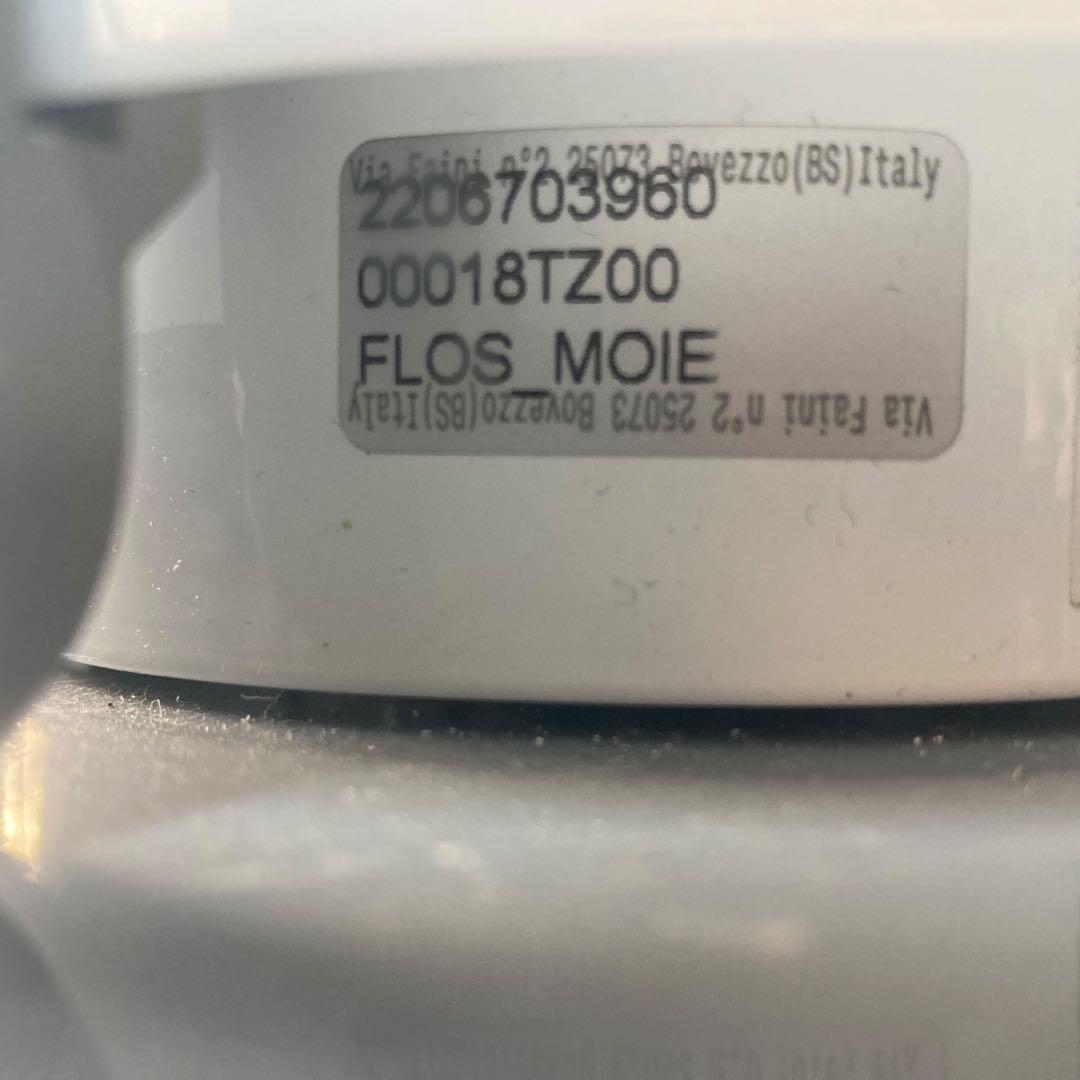 Via Faini n°2 25073 Bovezzo(BS)Italy
2206703960
00018TZ00
FLOS_MOIE
Via Faini n°2 25073 Bovezzo(BS)Italy